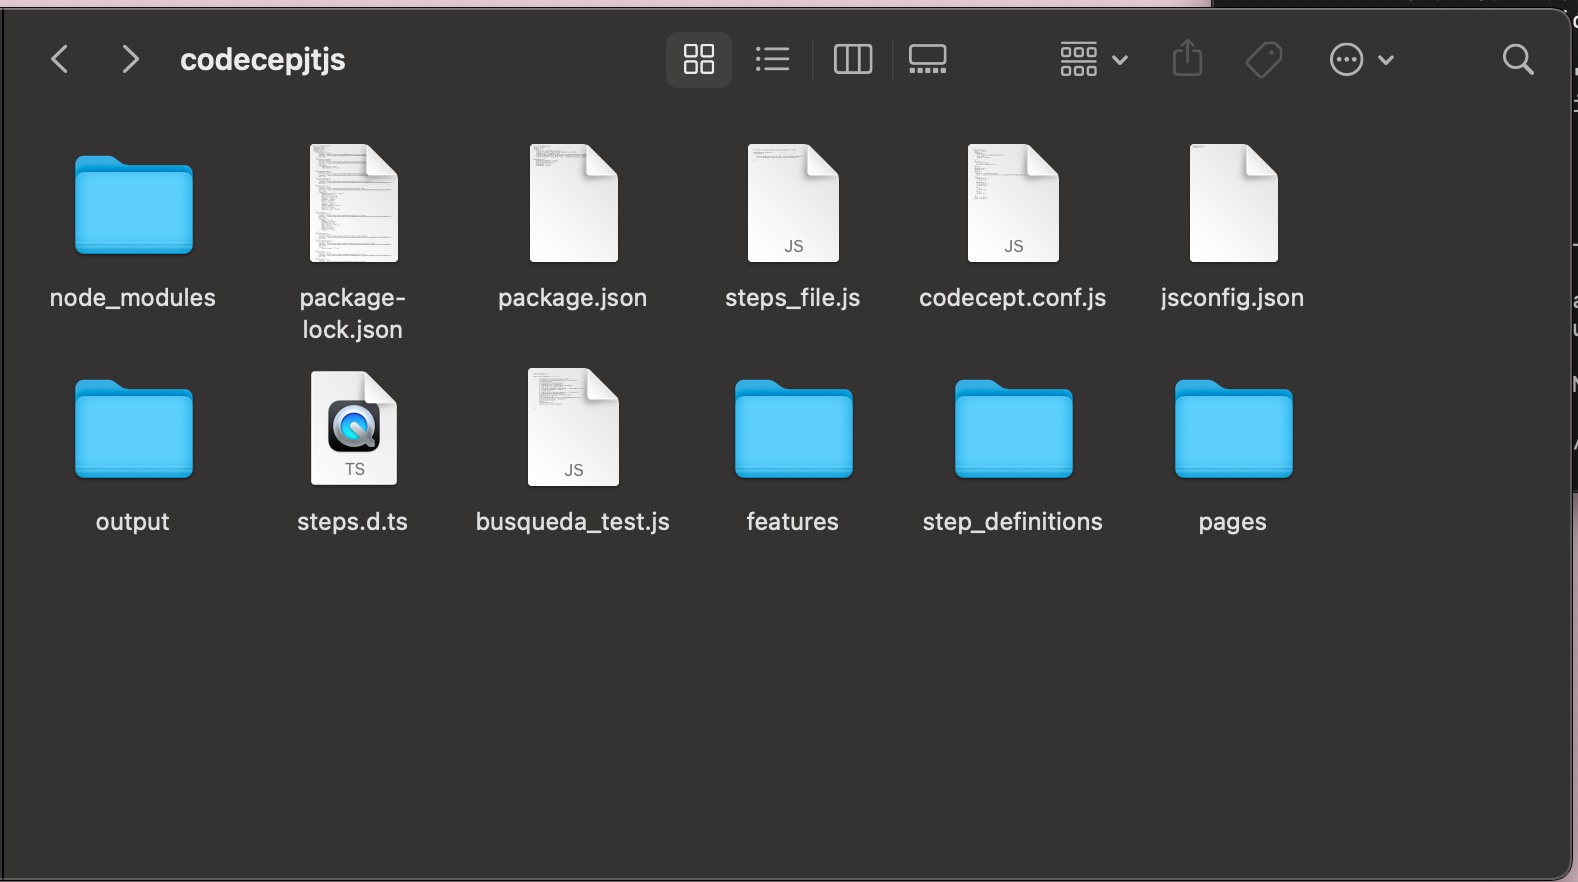 codecepjtjs
node_modules
package-
lock.json
package.json
JS
steps_file.js
JS
codecept.conf.js
jsconfig.json
output
TS
steps.d.ts
JS
busqueda_test.js
features
step_definitions
pages